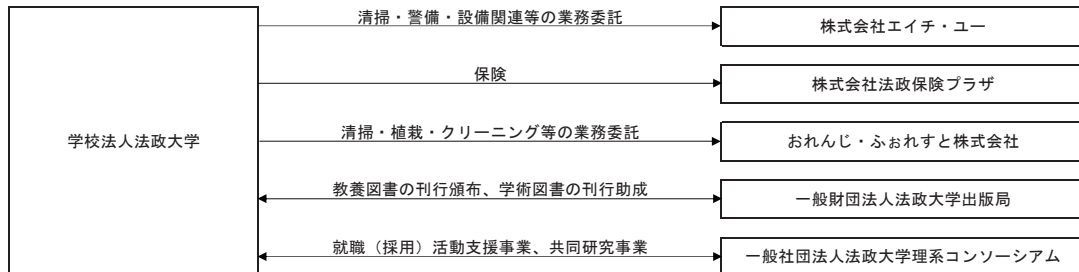 清掃・警備・設備関連等の業務委託
株式会社エイチ・ユー
保険
株式会社法政保険プラザ
学校法人法政大学
清掃・植栽・クリーニング等の業務委託
おれんじ・ふぉれすと株式会社
教養図書の刊行頒布、学術図書の刊行助成
一般財団法人法政大学出版局
就職（採用）活動支援事業、共同研究事業
一般社団法人法政大学理系コンソーシアム